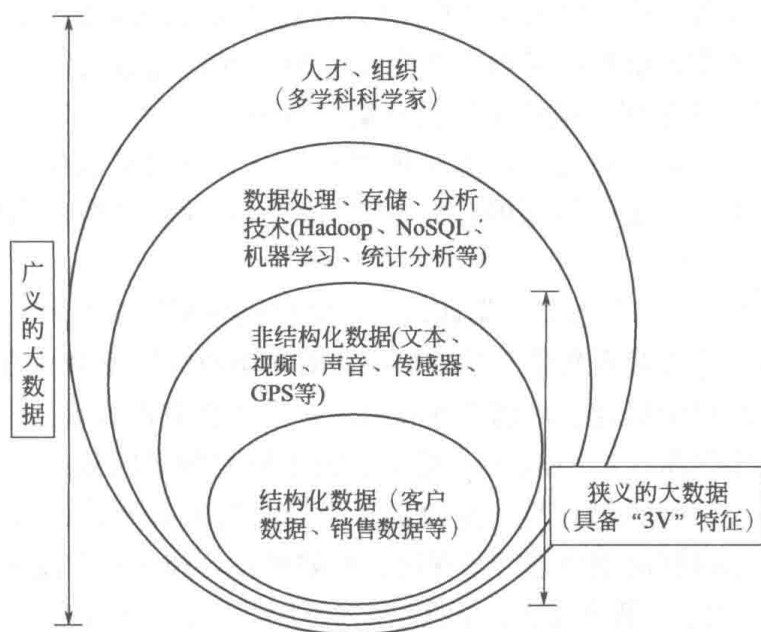 人才、组织
（多学科科学家）
数据处理、存储、分析
技术(Hadoop、NoSQL、
机器学习、统计分析等)
广义的大数据
非结构化数据(文本、
视频、声音、传感器、
GPS等)
结构化数据（客户
数据、销售数据等）
狭义的大数据
（具备“3V”特征）